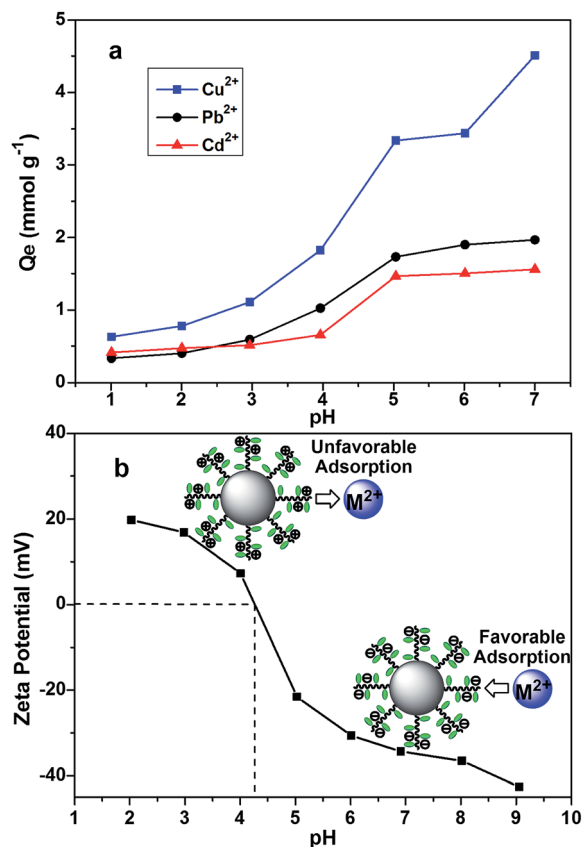 a
Cu2+
Pb2+
Cd2+
Qe (mmol g-1)
5
4
3
2
1
0
1 2 3 4 5 6 7
pH
b
Unfavorable
Adsorption
M2+
Favorable
Adsorption
M2+
Zeta Potential (mV)
40
20
0
-20
-40
1 2 3 4 5 6 7 8 9 10
pH